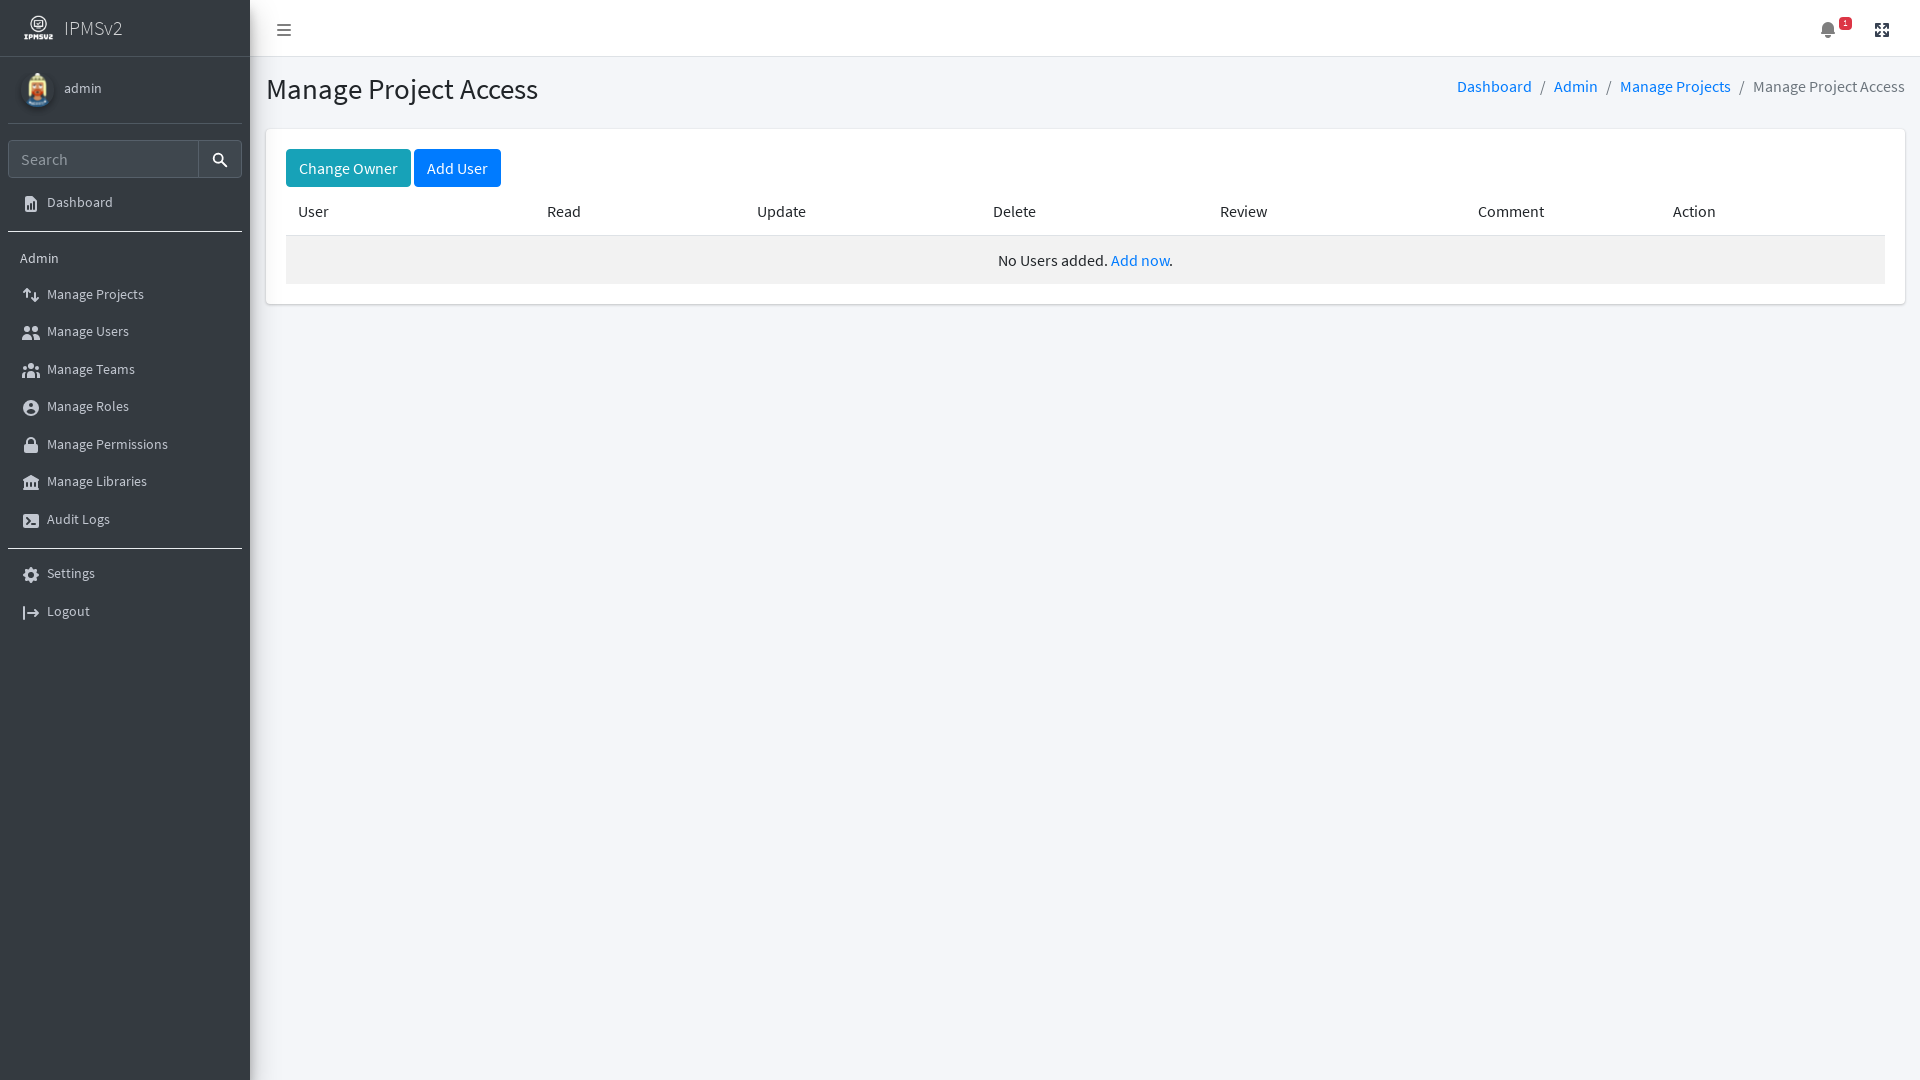 IPMSV2 IPMSv2
1
admin
Manage Project Access
Dashboard / Admin / Manage Projects / Manage Project Access
Search
Change Owner Add User
Dashboard
User Read Update Delete Review Comment Action
Admin
No Users added. Add now.
Manage Projects
Manage Users
Manage Teams
Manage Roles
Manage Permissions
Manage Libraries
Audit Logs
Settings
Logout